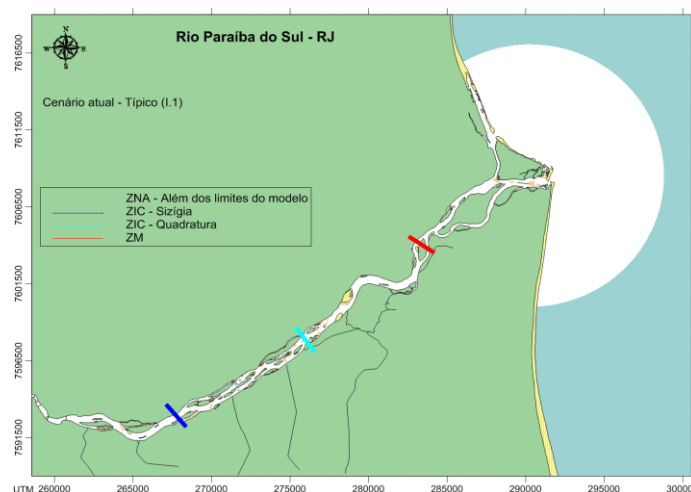 Rio Paraíba do Sul - RJ
N
W E
S
Cenário atual - Típico (I.1)
ZNA - Além dos limites do modelo
ZIC - Sizígia
ZIC - Quadratura
ZM
7616500
7611500
7606500
7601500
7596500
7591500
UTM 260000 265000 270000 275000 280000 285000 290000 295000 30000